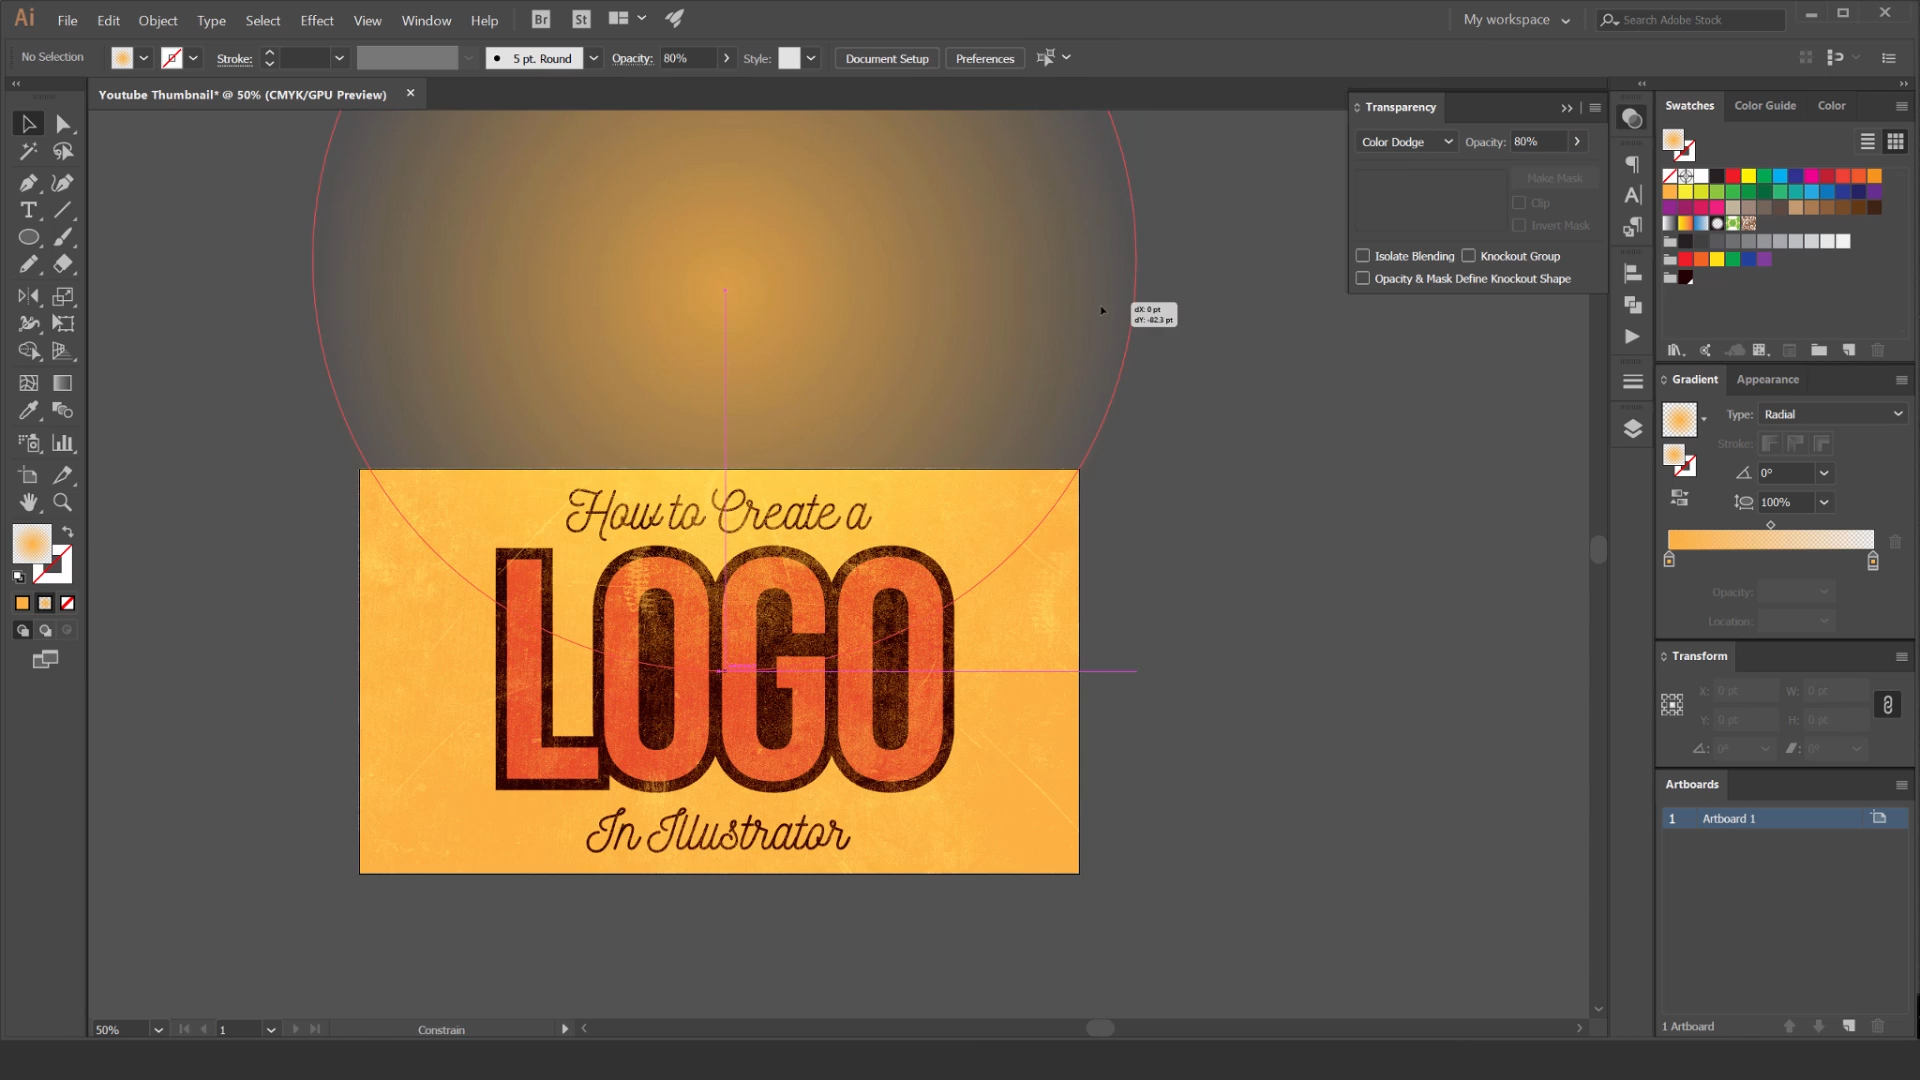 Ai File Edit Object Type Select Effect View Window Help Br St My workspace Search Adobe Stock
No Selection Stroke: 5 pt. Round Opacity: 80% Style: Document Setup Preferences
Youtube Thumbnail* @ 50% (CMYK/GPU Preview)
Transparency
Color Dodge Opacity: 80%
Make Mask
Clip
Invert Mask
Isolate Blending Knockout Group
Opacity & Mask Define Knockout Shape
Swatches Color Guide Color
dX: 0 pt
dY: -82.3 pt
How to Create a
LOGO
In Illustrator
Gradient Appearance
Type: Radial
Stroke:
0°
100%
Opacity:
Location:
Transform
X: 0 pt W: 0 pt
Y: 0 pt H: 0 pt
0° 0°
Artboards
1 Artboard 1
1 Artboard
50% 1 Constrain